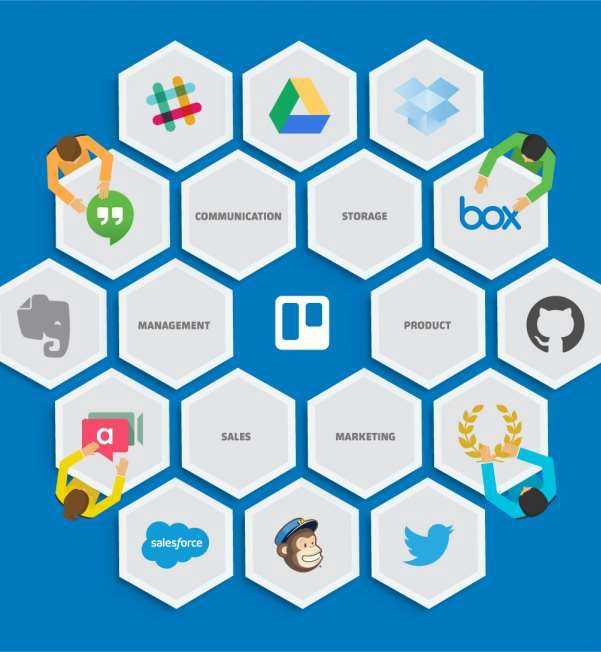 COMMUNICATION
STORAGE
box
MANAGEMENT
PRODUCT
a
SALES
MARKETING
salesforce